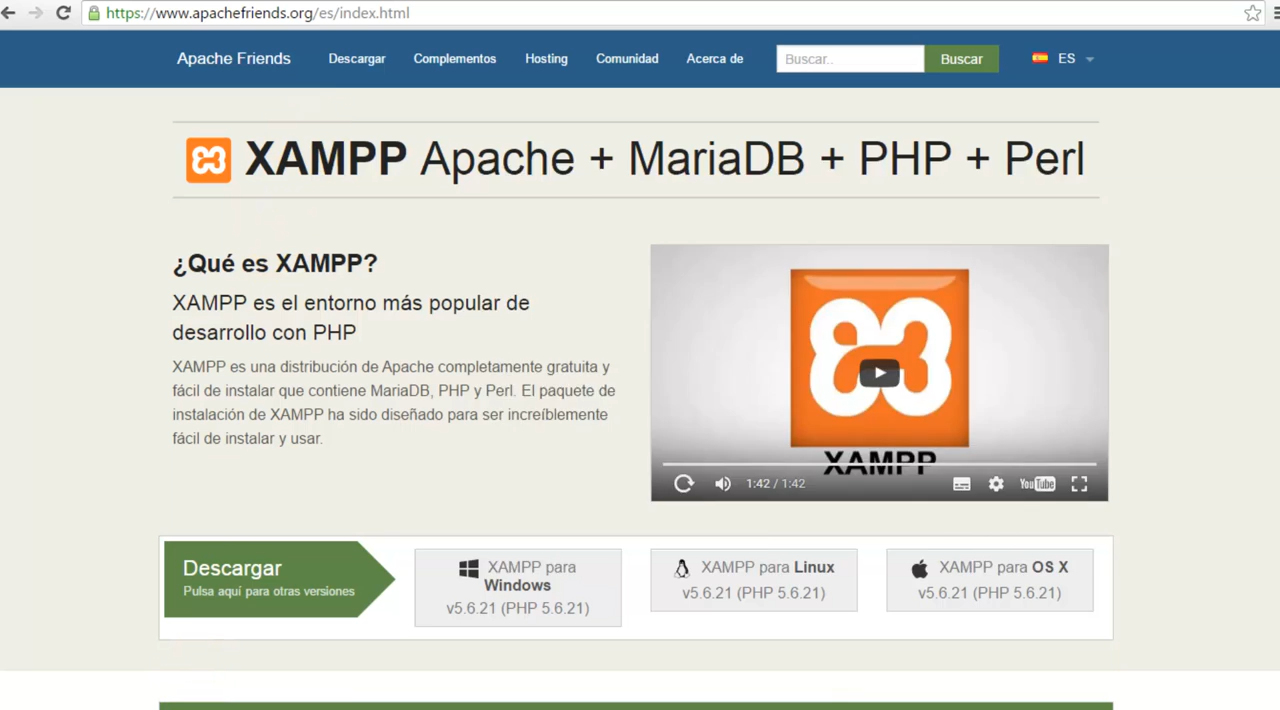 https://www.apachefriends.org/es/index.html
Apache Friends Descargar Complementos Hosting Comunidad Acerca de Buscar.. Buscar ES
XAMPP Apache + MariaDB + PHP + Perl
¿Qué es XAMPP?
XAMPP es el entorno más popular de
desarrollo con PHP
XAMPP es una distribución de Apache completamente gratuita y
fácil de instalar que contiene MariaDB, PHP y Perl. El paquete de
instalación de XAMPP ha sido diseñado para ser increíblemente
fácil de instalar y usar.
XAMPP
1:42 / 1:42 YouTube
Descargar
Pulsa aquí para otras versiones
XAMPP para
Windows
v5.6.21 (PHP 5.6.21)
XAMPP para Linux
v5.6.21 (PHP 5.6.21)
XAMPP para OS X
v5.6.21 (PHP 5.6.21)